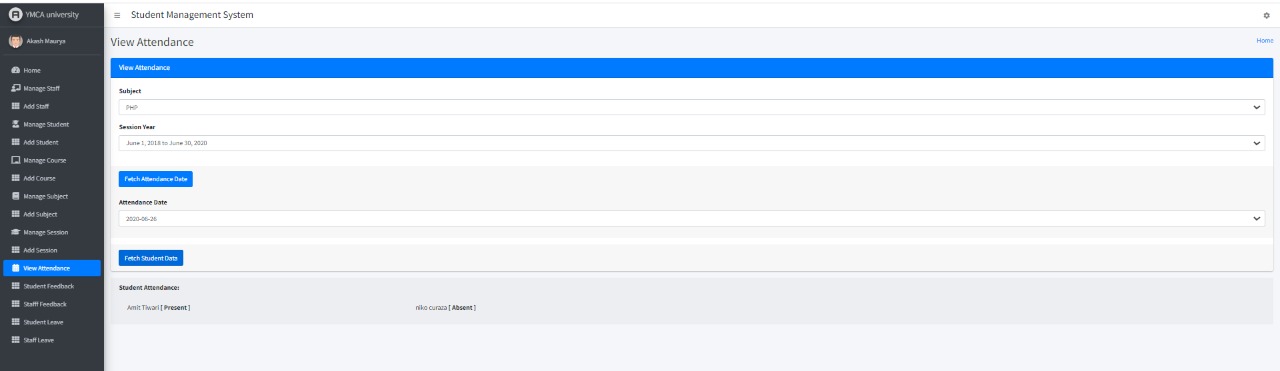 YMCA university
Student Management System
Akash Maurya
View Attendance
Home
Home
Manage Staff
Add Staff
Manage Student
Add Student
Manage Course
Add Course
Manage Subject
Add Subject
Manage Session
Add Session
View Attendance
Student Feedback
Stafff Feedback
Student Leave
Staff Leave
View Attendance
Subject
PHP
Session Year
June 1, 2018 to June 30, 2020
Fetch Attendance Date
Attendance Date
2020-06-26
Fetch Student Data
Student Attendance:
Amit Tiwari [ Present ]
niko curaza [ Absent ]